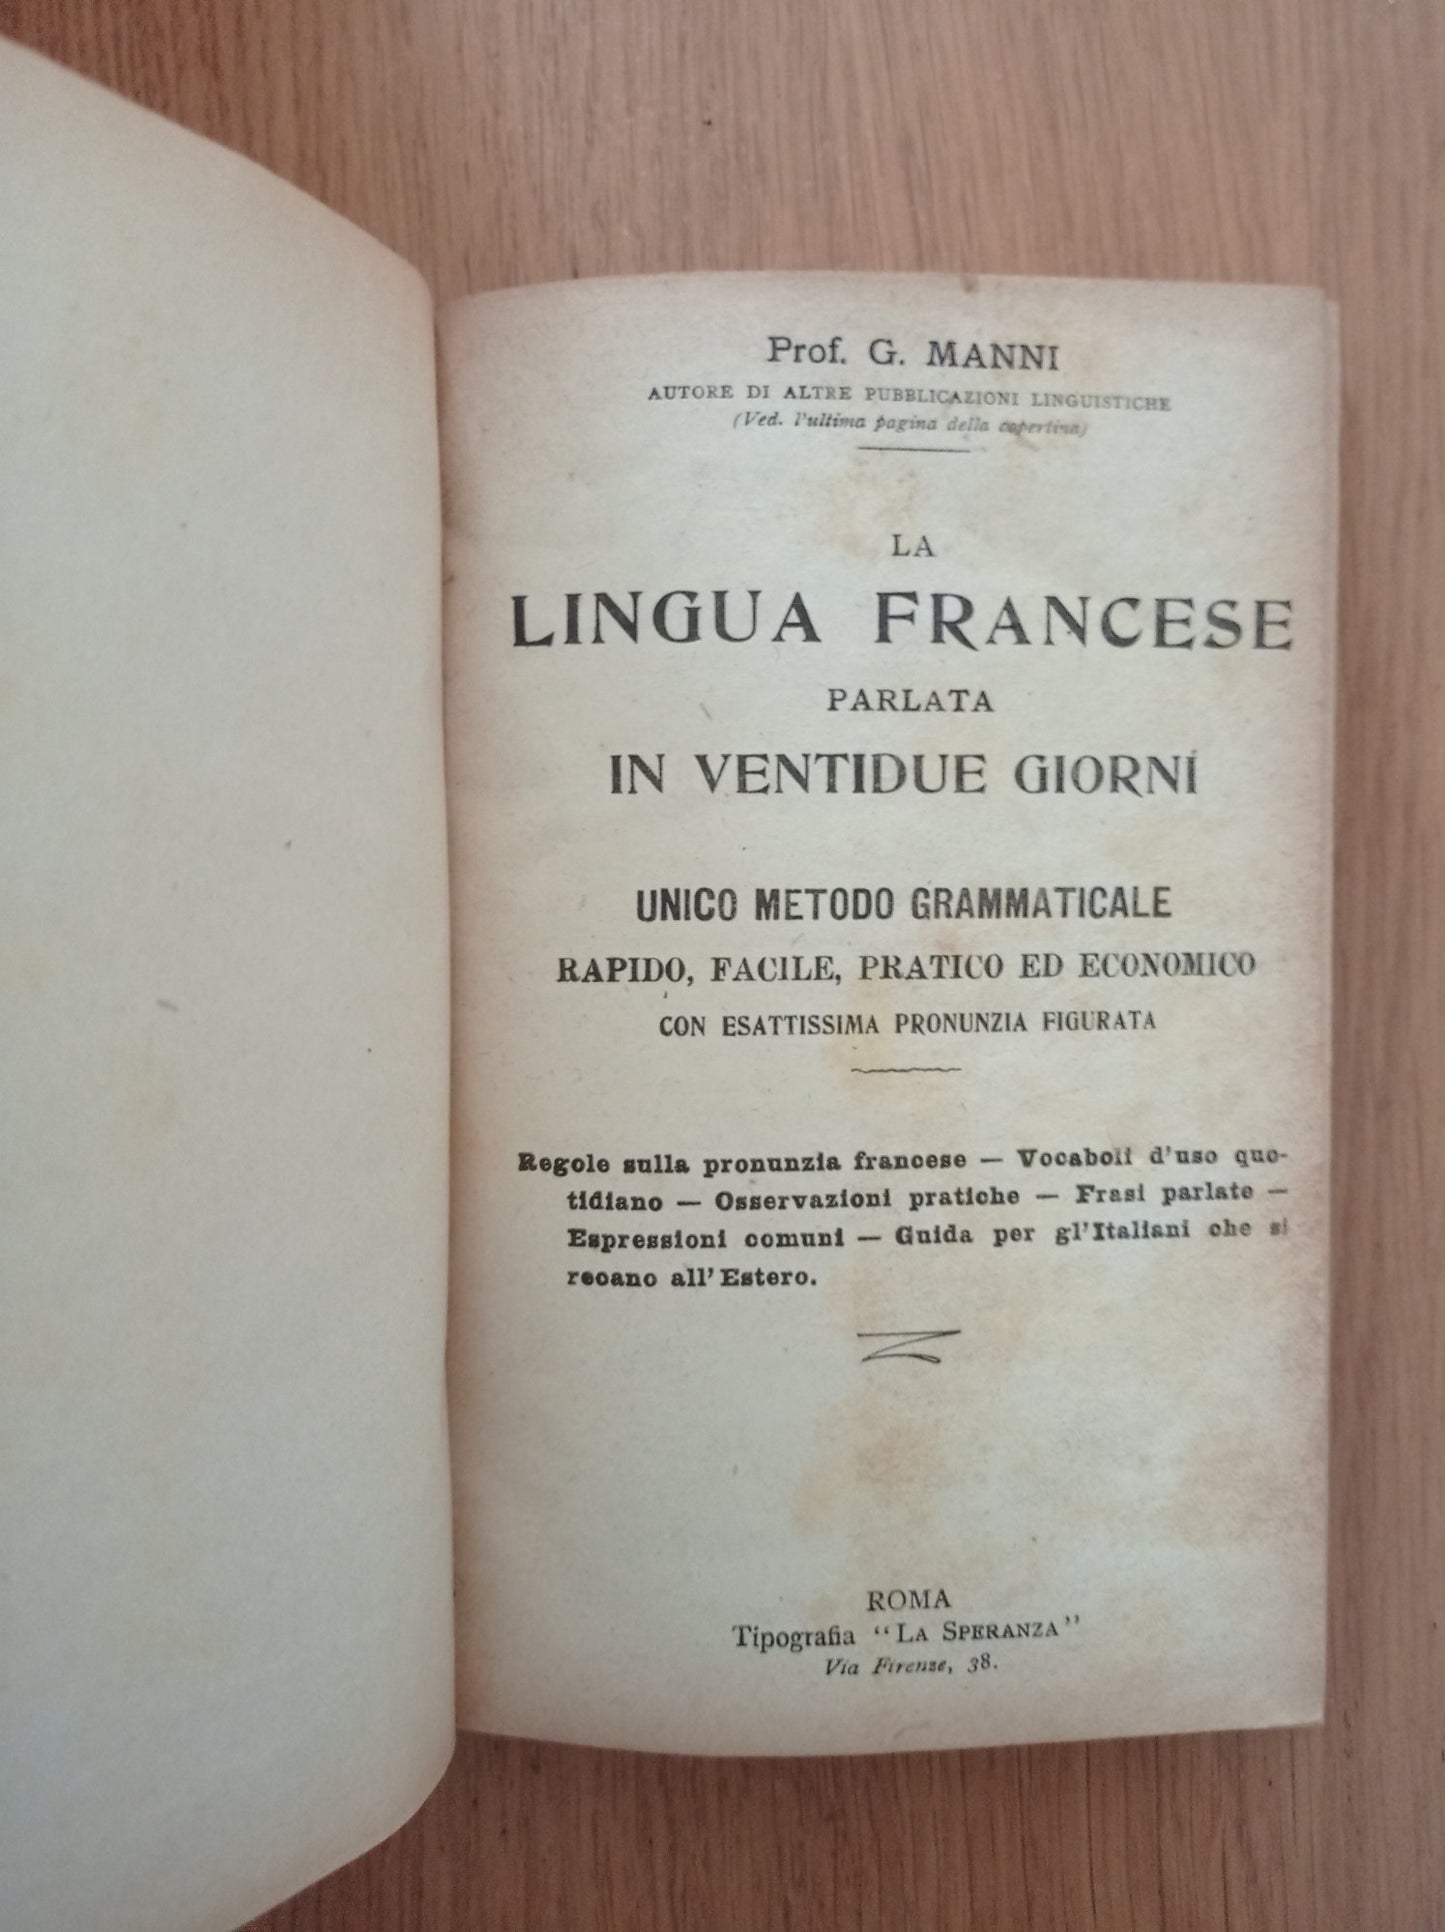 Prof. G. MANNI
AUTORE DI ALTRE PUBBLICAZIONI LINGUISTICHE
(Ved. l'ultima pagina della copertina)
LA
LINGUA FRANCESE
PARLATA
IN VENTIDUE GIORNI
UNICO METODO GRAMMATICALE
RAPIDO, FACILE, PRATICO ED ECONOMICO
CON ESATTISSIMA PRONUNZIA FIGURATA
Regole sulla pronunzia francese — Vocaboli d'uso quo-
tidiano — Osservazioni pratiche — Frasi parlate —
Espressioni comuni — Guida per gl'Italiani che si
recano all'Estero.
ROMA
Tipografia "LA SPERANZA"
Via Firenze, 38.